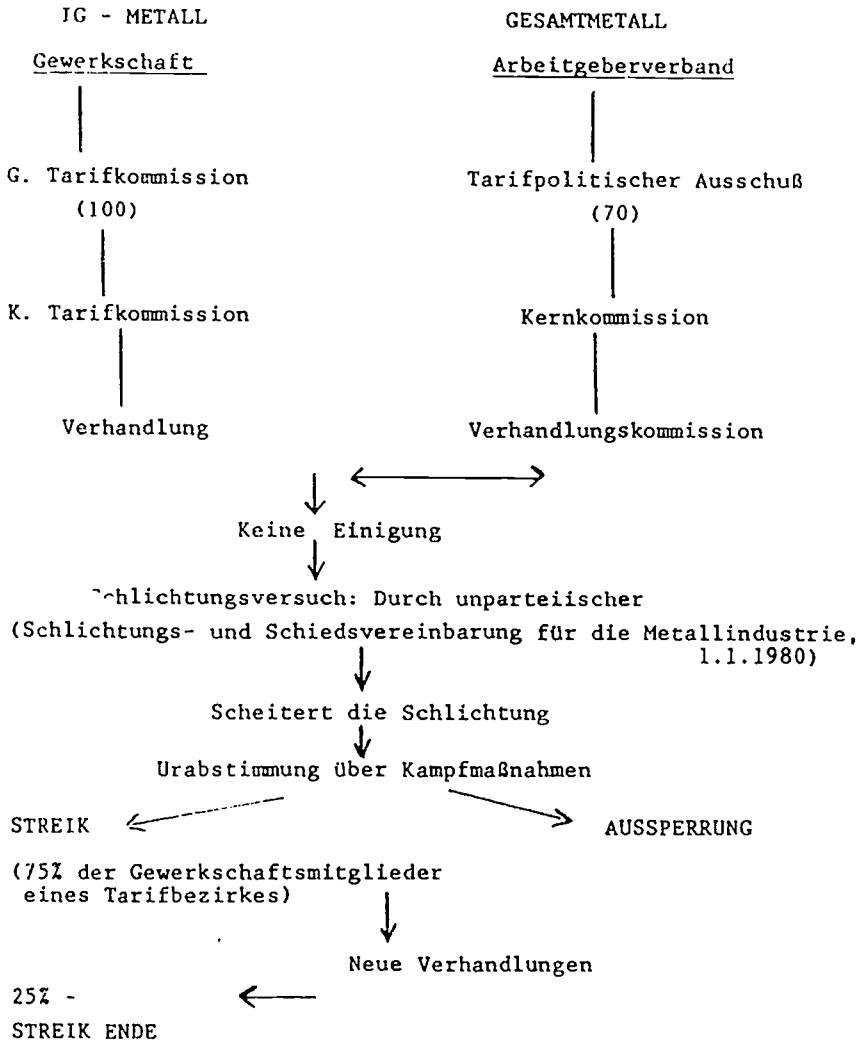 IG - METALL
GESAMTMETALL
Gewerkschaft
Arbeitgeberverband
G. Tarifkommission
(100)
Tarifpolitischer Ausschuß
(70)
K. Tarifkommission
Kernkommission
Verhandlung
Verhandlungskommission
Keine Einigung
chlichtungsversuch: Durch unparteiischer
(Schlichtungs- und Schiedsvereinbarung für die Metallindustrie,
1.1.1980)
Scheitert die Schlichtung
Urabstimmung über Kampfmaßnahmen
STREIK
AUSSPERRUNG
(75% der Gewerkschaftsmitglieder
eines Tarifbezirkes)
Neue Verhandlungen
25% -
STREIK ENDE